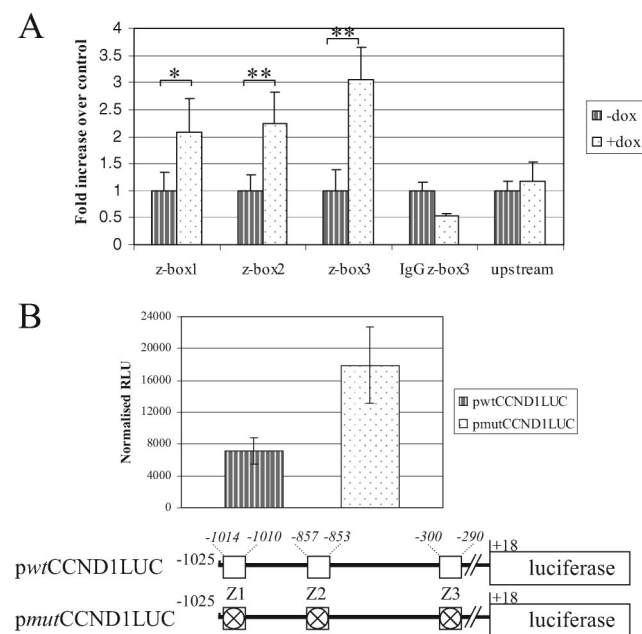 A
Fold increase over control
4
3.5
3
2.5
2
1.5
1
0.5
0
* ** **
z-box1 z-box2 z-box3 IgG z-box3 upstream
-dox
+dox
B
Normalised RLU
24000
20000
16000
12000
8000
4000
0
pwtCCND1LUC
pmutCCND1LUC
-1014 -1010 -857 -853 -300 -290
pwtCCND1LUC -1025 +18 luciferase
Z1 Z2 Z3
pmutCCND1LUC -1025 +18 luciferase